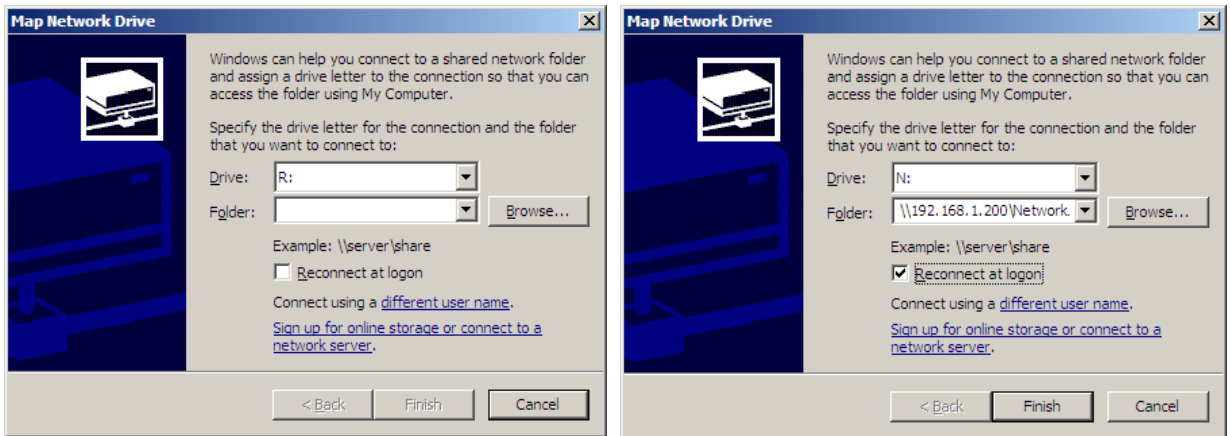 Map Network Drive
Windows can help you connect to a shared network folder
and assign a drive letter to the connection so that you can
access the folder using My Computer.
Specify the drive letter for the connection and the folder
that you want to connect to:
Drive: R:
Folder: Browse...
Example: \\server\share
Reconnect at logon
Connect using a different user name.
Sign up for online storage or connect to a
network server.
< Back Finish Cancel
Map Network Drive
Windows can help you connect to a shared network folder
and assign a drive letter to the connection so that you can
access the folder using My Computer.
Specify the drive letter for the connection and the folder
that you want to connect to:
Drive: N:
Folder: \\192.168.1.200\Network. Browse...
Example: \\server\share
Reconnect at logon
Connect using a different user name.
Sign up for online storage or connect to a
network server.
< Back Finish Cancel